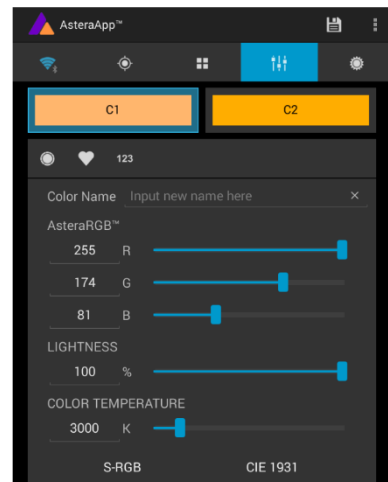 AsteraApp™
C1
C2
123
Color Name Input new name here ×
AsteraRGB™
255 R
174 G
81 B
LIGHTNESS
100 %
COLOR TEMPERATURE
3000 K
S-RGB CIE 1931